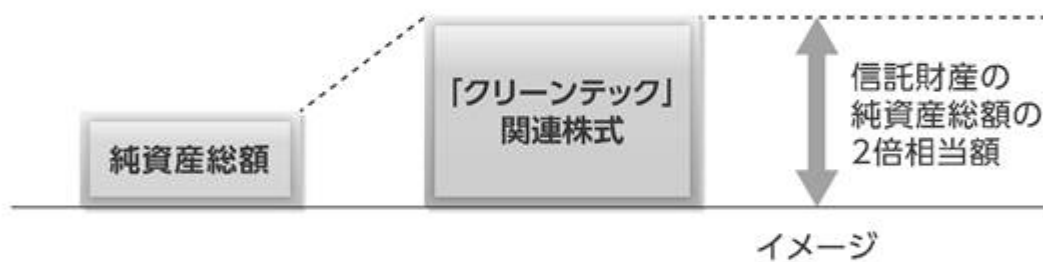 純資産総額
「クリーンテック」
関連株式
信託財産の
純資産総額の
2倍相当額
イメージ